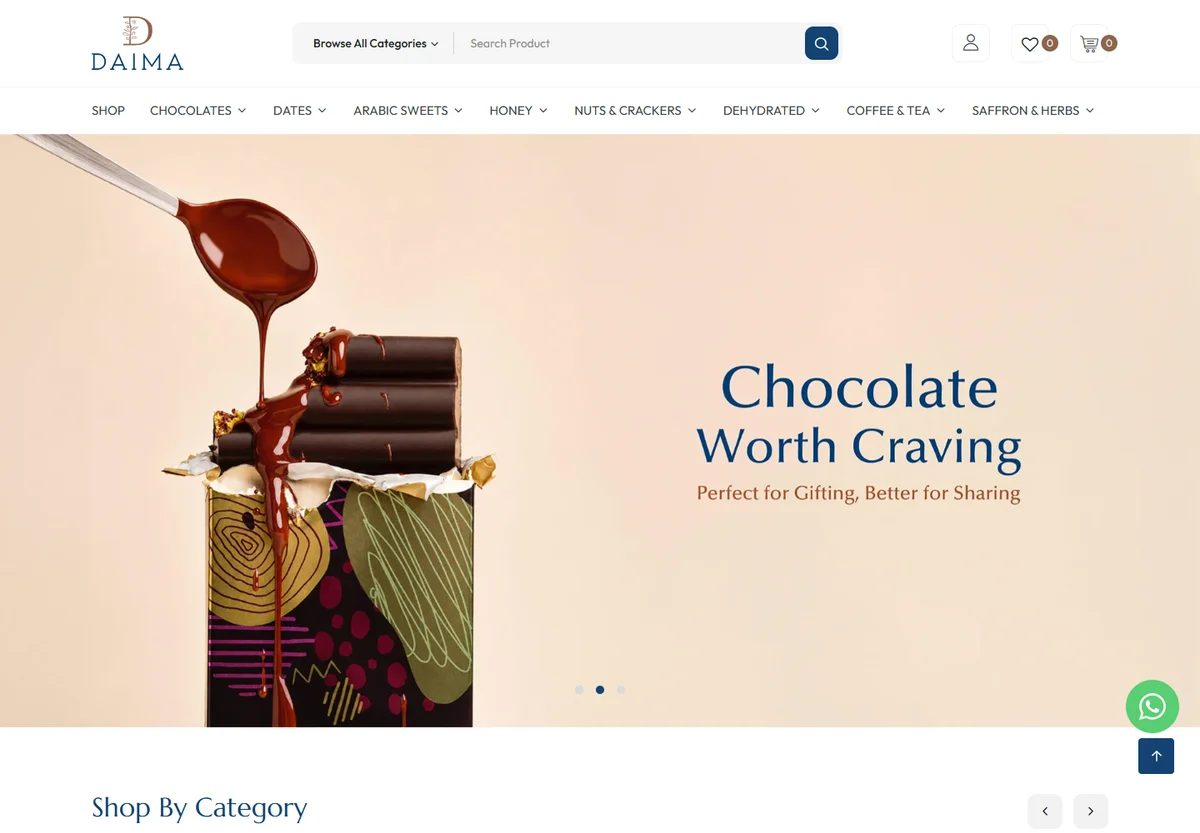 D
DAIMA
Browse All Categories
Search Product
0
0
SHOP
CHOCOLATES
DATES
ARABIC SWEETS
HONEY
NUTS & CRACKERS
DEHYDRATED
COFFEE & TEA
SAFFRON & HERBS
Chocolate
Worth Craving
Perfect for Gifting, Better for Sharing
Shop By Category